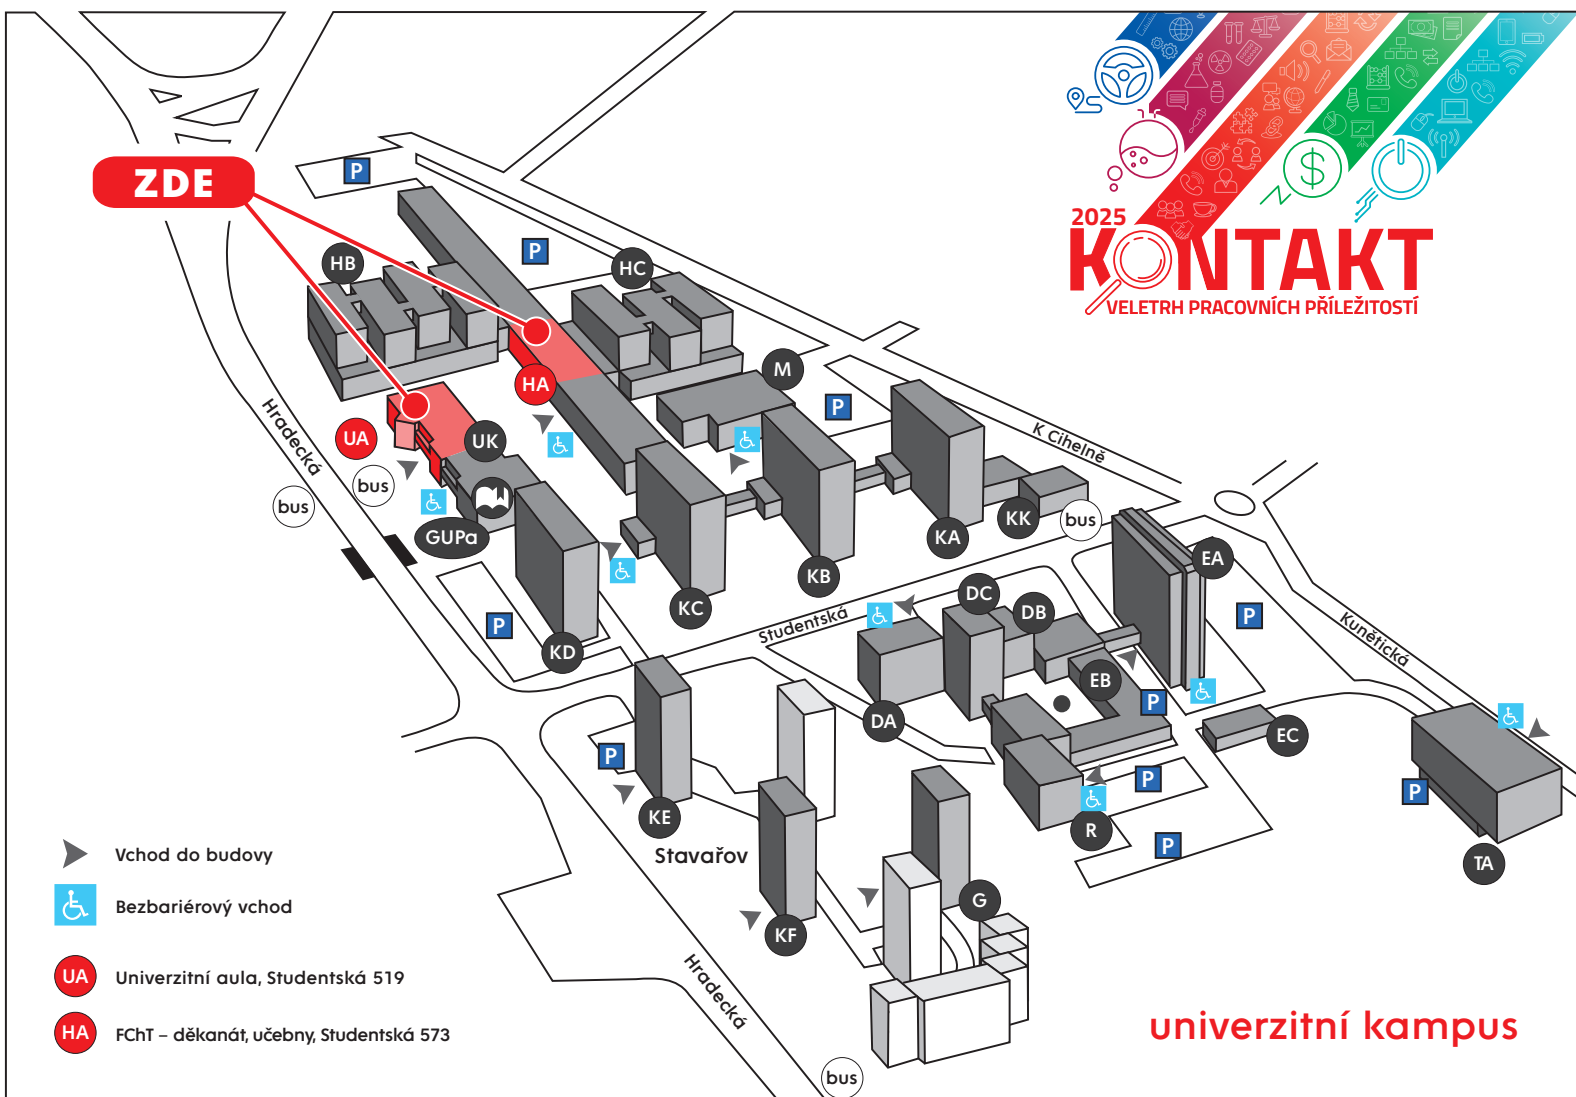 ZDE
2025
KONTAKT
VELETRH PRACOVNÍCH PŘÍLEŽITOSTÍ
P
P
HB
HC
HA
M
P
UA
UK
Hradecká
K Cihelně
bus
bus
bus
GUPa
KK
KA
KB
KC
KD
EA
DC
DB
Studentská
P
P
Kunětická
EB
DA
P
EC
P
P
P
KE
R
P
Stavařov
TA
G
KF
Hradecká
bus
Vchod do budovy
Bezbariérový vchod
UA Univerzitní aula, Studentská 519
HA FChT – děkanát, učebny, Studentská 573
univerzitní kampus